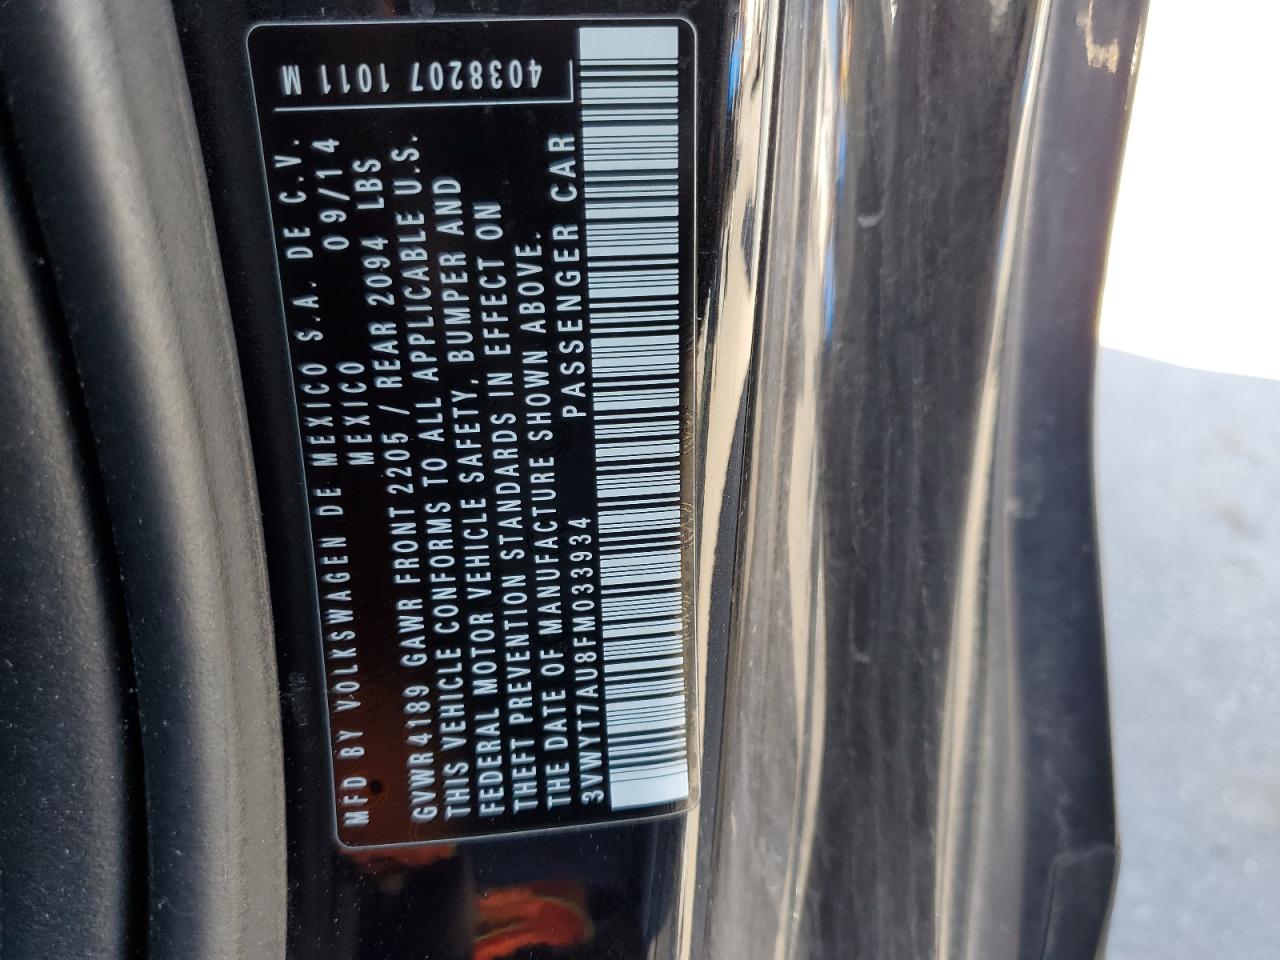 MFD BY VOLKSWAGEN DE MEXICO S.A. DE C.V.
MEXICO 09/14
GVWR 4189 GAWR FRONT 2205 / REAR 2094 LBS
THIS VEHICLE CONFORMS TO ALL APPLICABLE U.S.
FEDERAL MOTOR VEHICLE SAFETY, BUMPER AND
THEFT PREVENTION STANDARDS IN EFFECT ON
THE DATE OF MANUFACTURE SHOWN ABOVE.
3VWYT7AU8FM033934 PASSENGER CAR
4038207 1011 M